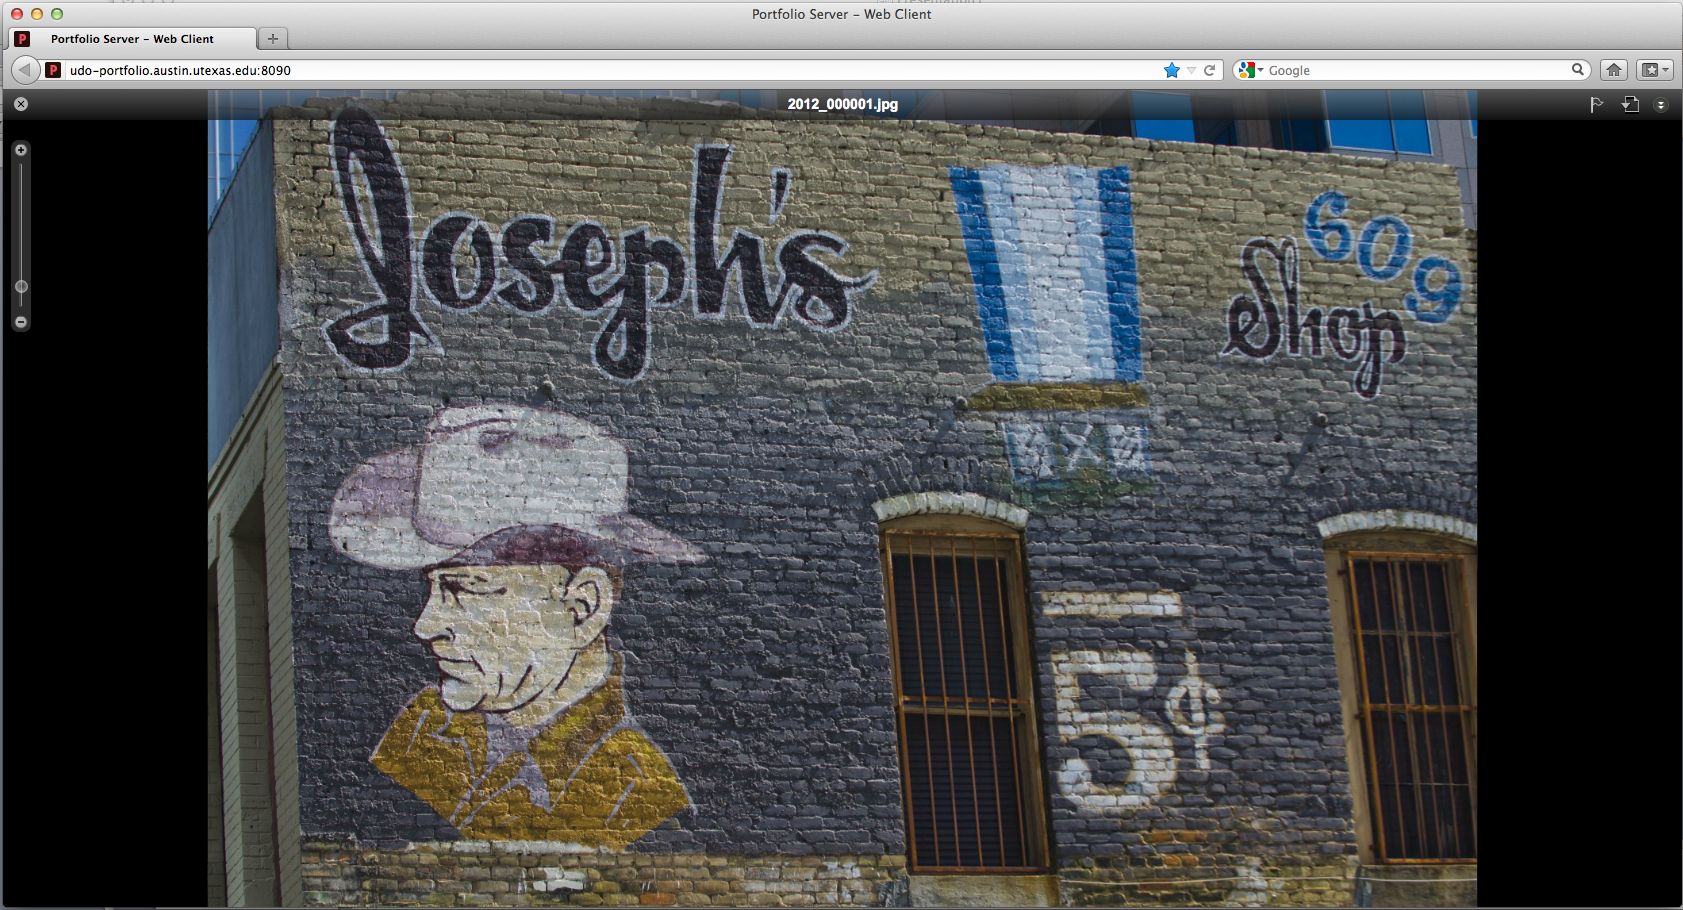 Portfolio Server – Web Client
Portfolio Server – Web Client
udo-portfolio.austin.utexas.edu:8090
Google
2012_000001.jpg
Joseph's
609
Shop
5¢